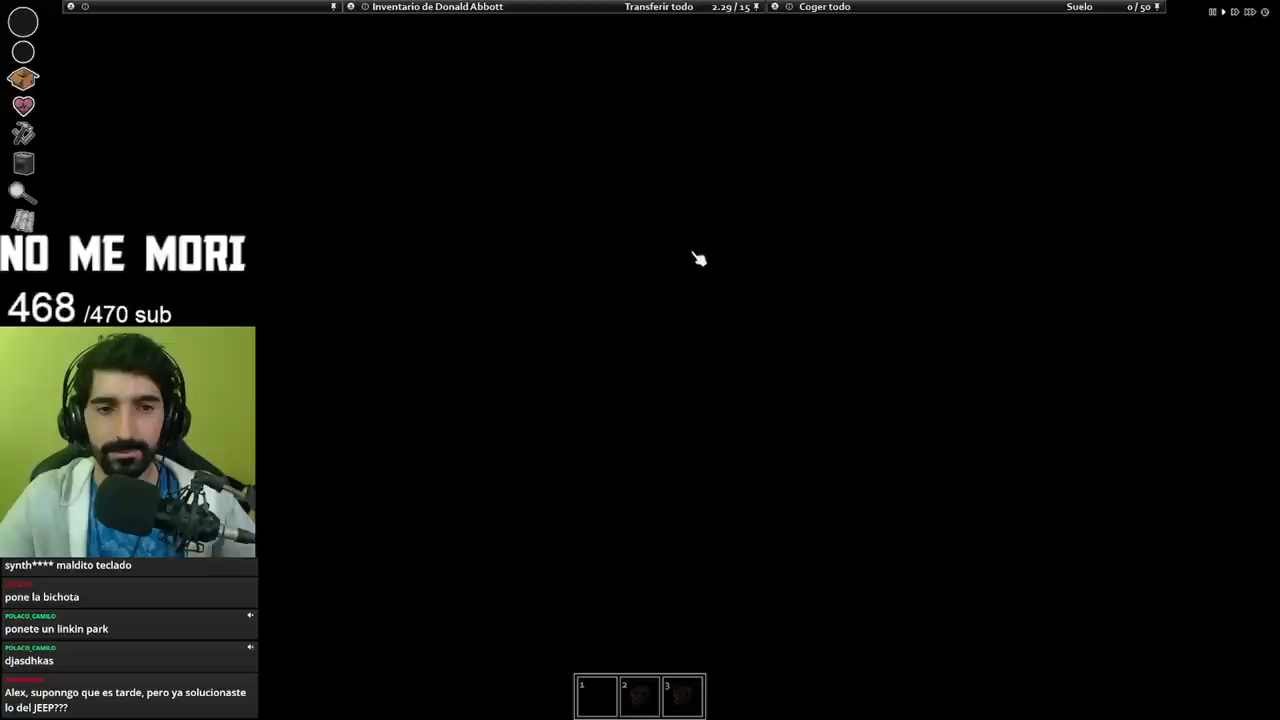 Inventario de Donald Abbott Transferir todo 2.29 / 15 Coger todo Suelo 0 / 50
NO ME MORI
468 /470 sub
synth**** maldito teclado
pone la bichota
POLACO_CAMILO
ponete un linkin park
POLACO_CAMILO
djasdhkas
Alex, suponngo que es tarde, pero ya solucionaste
lo del JEEP???
1 2 3